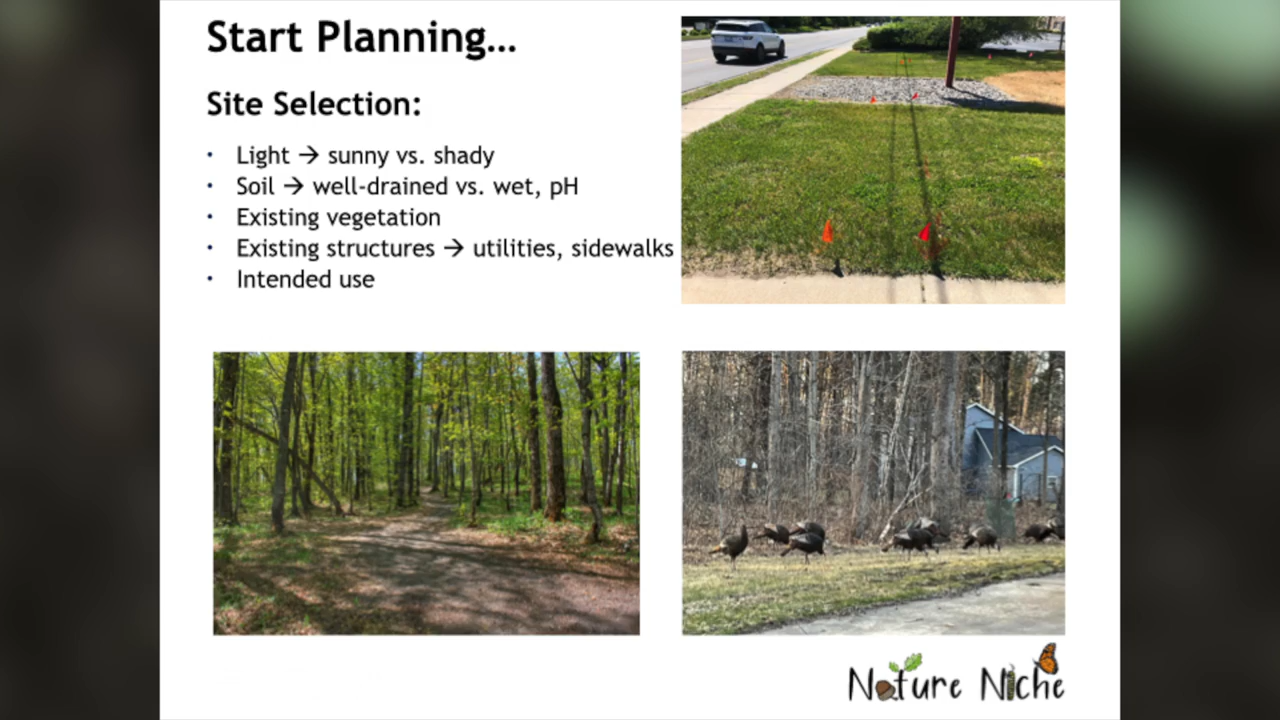 Start Planning...
Site Selection:
• Light → sunny vs. shady
• Soil → well-drained vs. wet, pH
• Existing vegetation
• Existing structures → utilities, sidewalks
• Intended use
Nature Niche